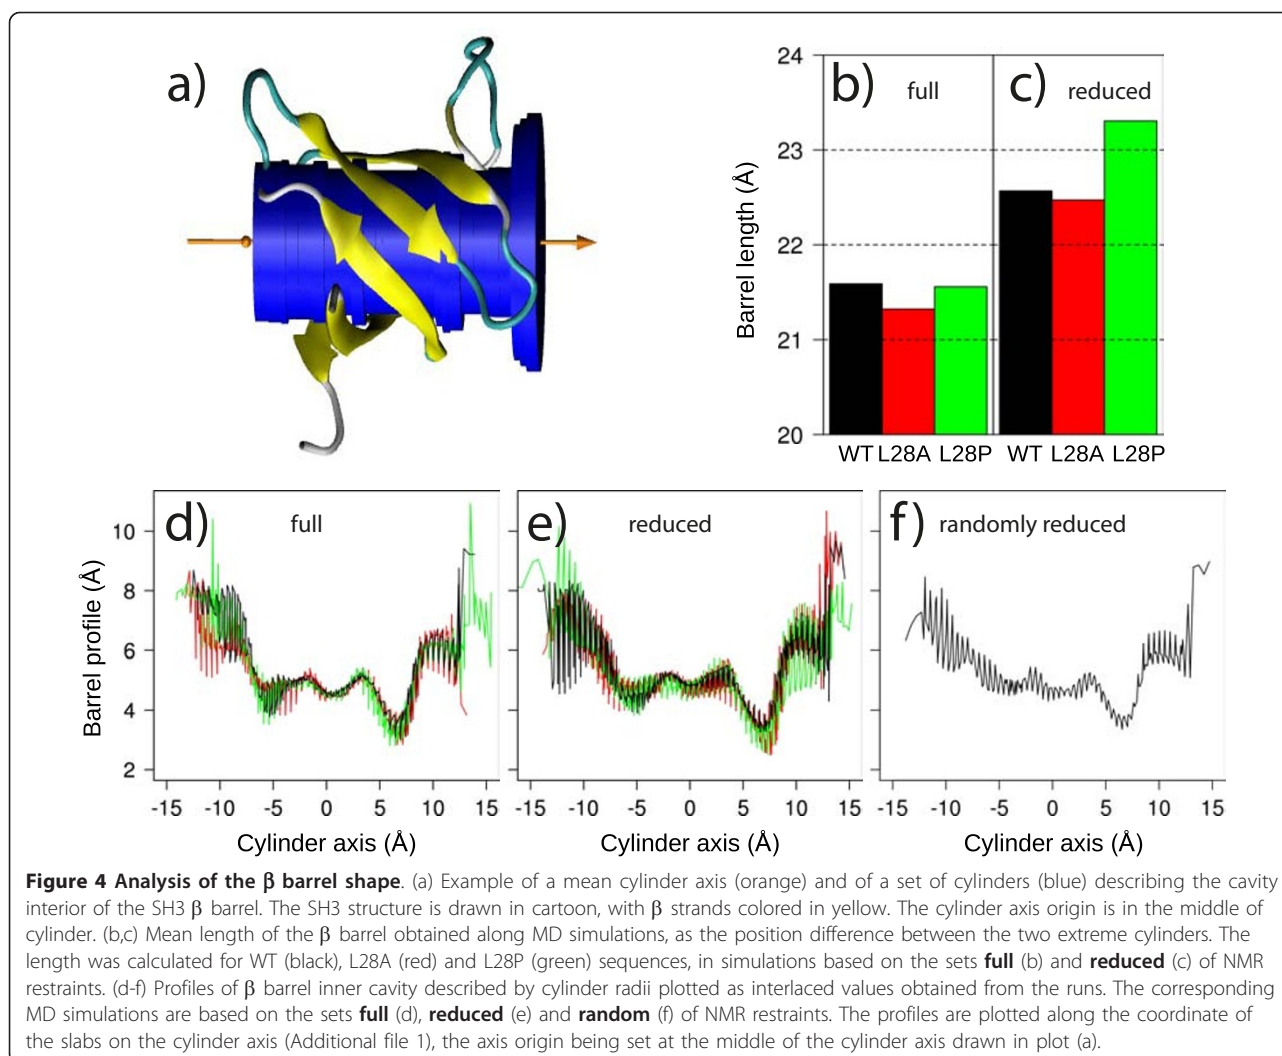 a)
b)
full
c)
reduced
24
23
22
21
20
Barrel length (Å)
WT L28A L28P WT L28A L28P
d)
full
e)
reduced
f)
randomly reduced
Barrel profile (Å)
10
8
6
4
2
-15 -10 -5 0 5 10 15
-15 -10 -5 0 5 10 15
-15 -10 -5 0 5 10 15
Cylinder axis (Å)
Cylinder axis (Å)
Cylinder axis (Å)
Figure 4 Analysis of the β barrel shape. (a) Example of a mean cylinder axis (orange) and of a set of cylinders (blue) describing the cavity
interior of the SH3 β barrel. The SH3 structure is drawn in cartoon, with β strands colored in yellow. The cylinder axis origin is in the middle of
cylinder. (b,c) Mean length of the β barrel obtained along MD simulations, as the position difference between the two extreme cylinders. The
length was calculated for WT (black), L28A (red) and L28P (green) sequences, in simulations based on the sets full (b) and reduced (c) of NMR
restraints. (d-f) Profiles of β barrel inner cavity described by cylinder radii plotted as interlaced values obtained from the runs. The corresponding
MD simulations are based on the sets full (d), reduced (e) and random (f) of NMR restraints. The profiles are plotted along the coordinate of
the slabs on the cylinder axis (Additional file 1), the axis origin being set at the middle of the cylinder axis drawn in plot (a).